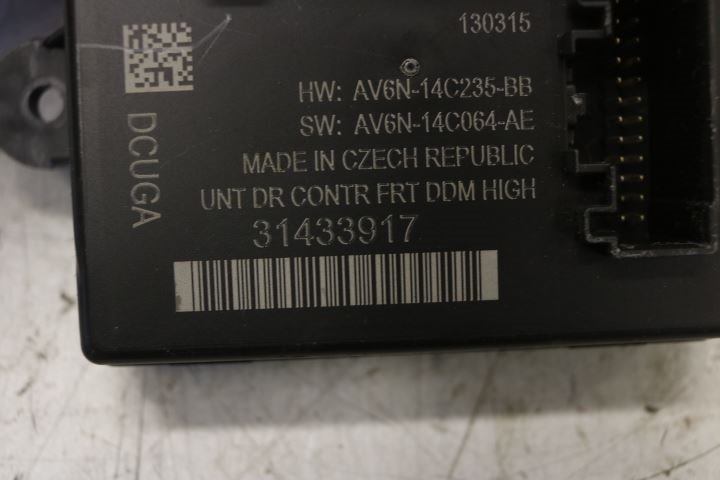 130315
HW: AV6N-14C235-BB
SW: AV6N-14C064-AE
MADE IN CZECH REPUBLIC
UNT DR CONTR FRT DDM HIGH
31433917
DCUGA